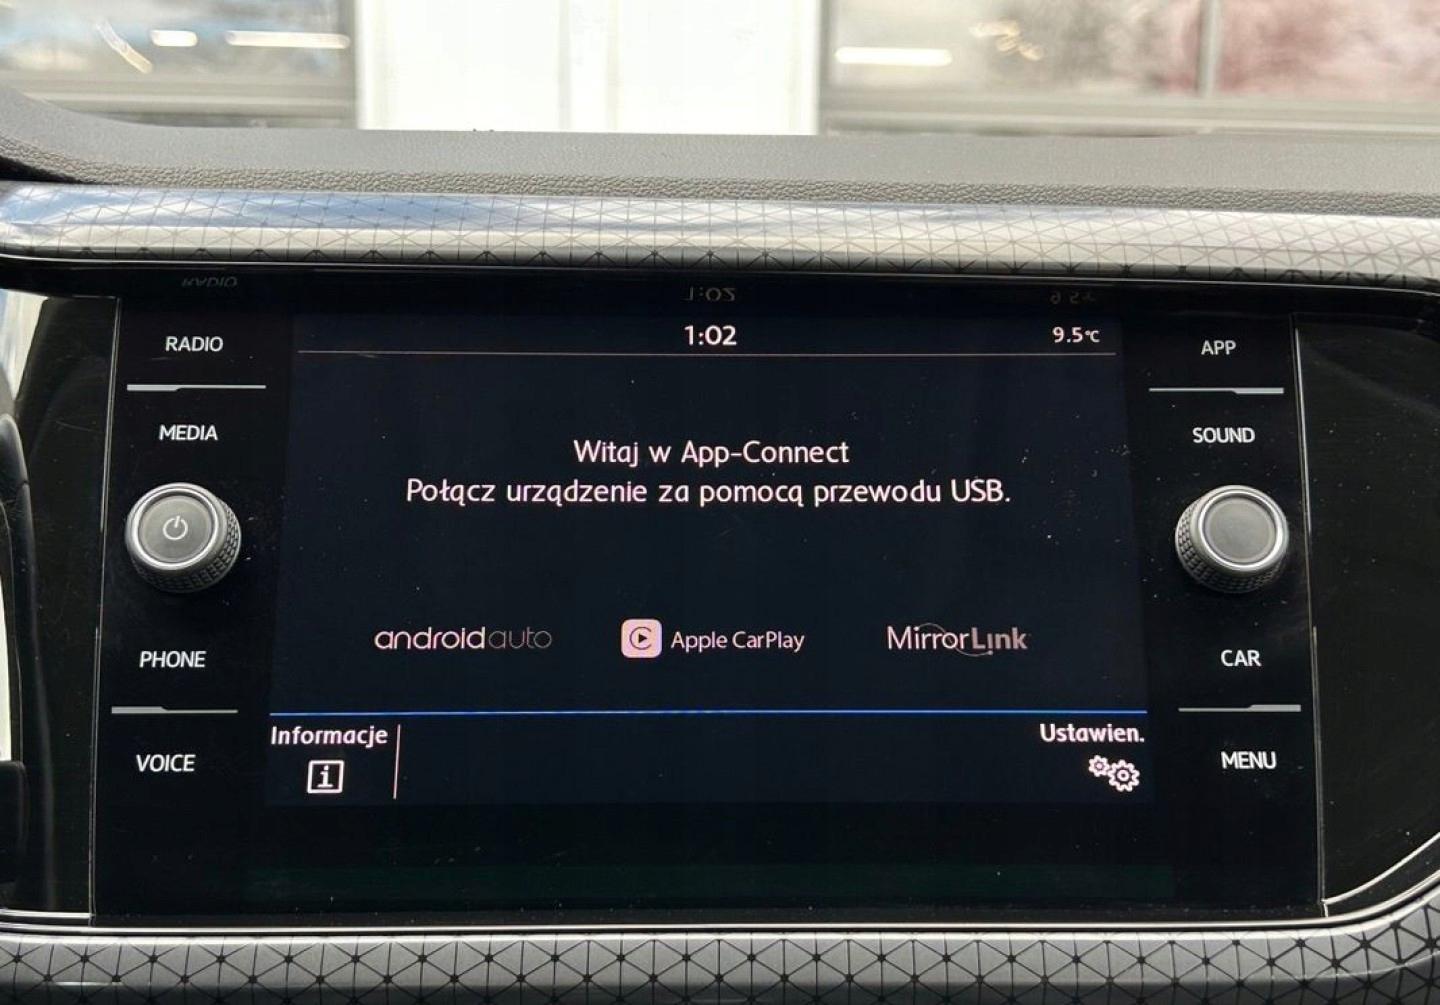 RADIO
MEDIA
PHONE
VOICE
1:02
9.5°C
Witaj w App-Connect
Połącz urządzenie za pomocą przewodu USB.
androidauto
Apple CarPlay
MirrorLink
Informacje
i
Ustawien.
APP
SOUND
CAR
MENU